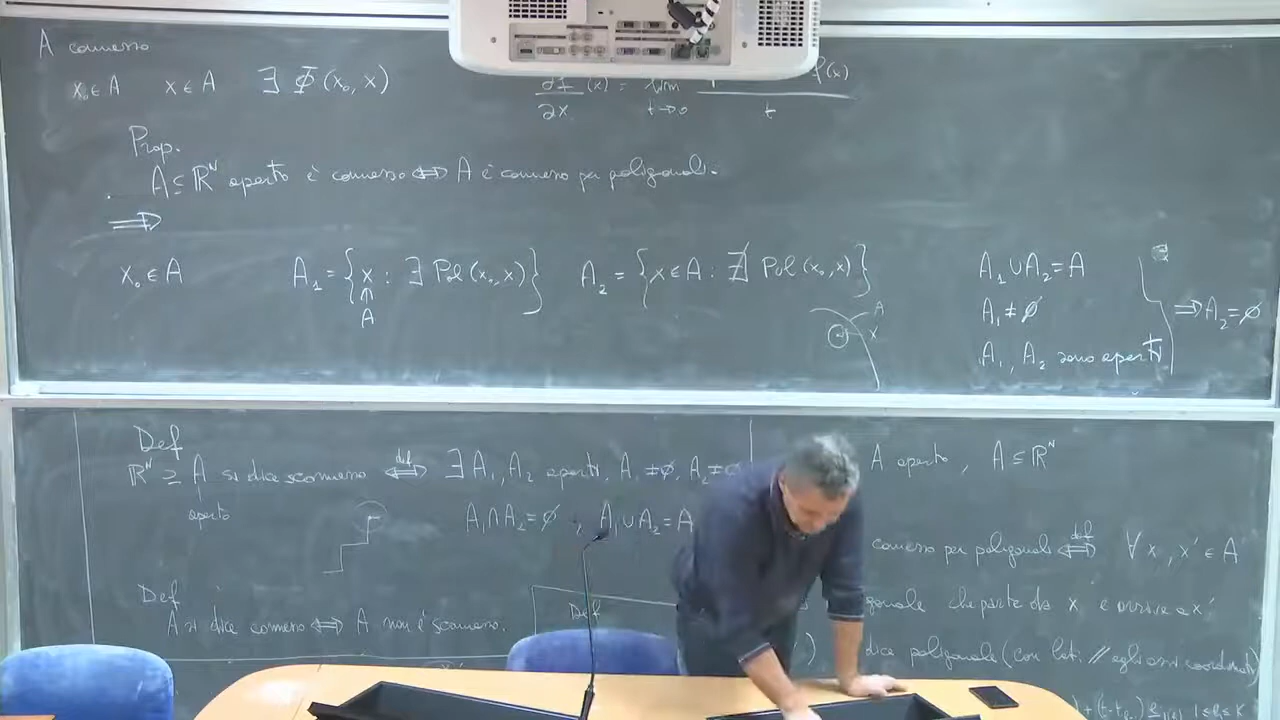 A connesso
x₀ ∈ A   x ∈ A   ∃ Φ(x₀, x)
∂f/∂x (x) = lim t→0 f(x) / t
Prop.
A ⊆ ℝᴺ aperto è connesso ⟺ A è connesso per poligonali.
⟹
x₀ ∈ A   A₁ = { x : ∃ Pol(x₀, x) }   A₂ = { x ∈ A : ∄ Pol(x₀, x) }   A₁ ∪ A₂ = A
⋂
A
A
x
A₁ ≠ ∅   ⟹ A₂ = ∅
A₁, A₂ sono aperti
Def
ℝᴺ ⊇ A si dice sconnesso ⟺ def ∃ A₁, A₂ aperti, A₁ ≠ ∅, A₂ ≠ ∅
aperto
A₁ ∩ A₂ = ∅ , A₁ ∪ A₂ = A
Def
A si dice connesso ⟺ A non è sconnesso.
Def
A aperto, A ⊆ ℝᴺ
connesso per poligonali ⟺ def ∀ x, x' ∈ A
che parte da x e arriva a x'
dice poligonale (con lati // agli assi coordinati)
1 ≤ k ≤ K